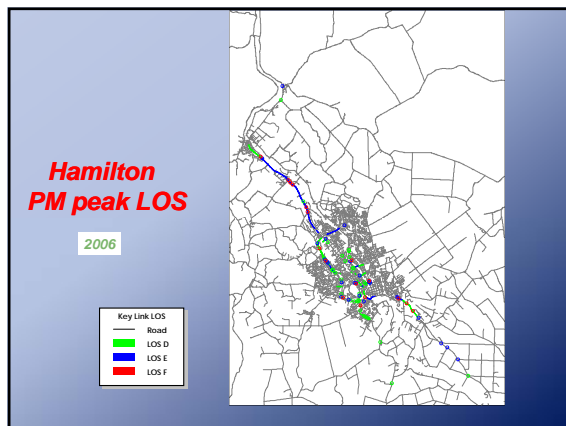 Hamilton
PM peak LOS
2006
Key Link LOS
Road
LOS D
LOS E
LOS F